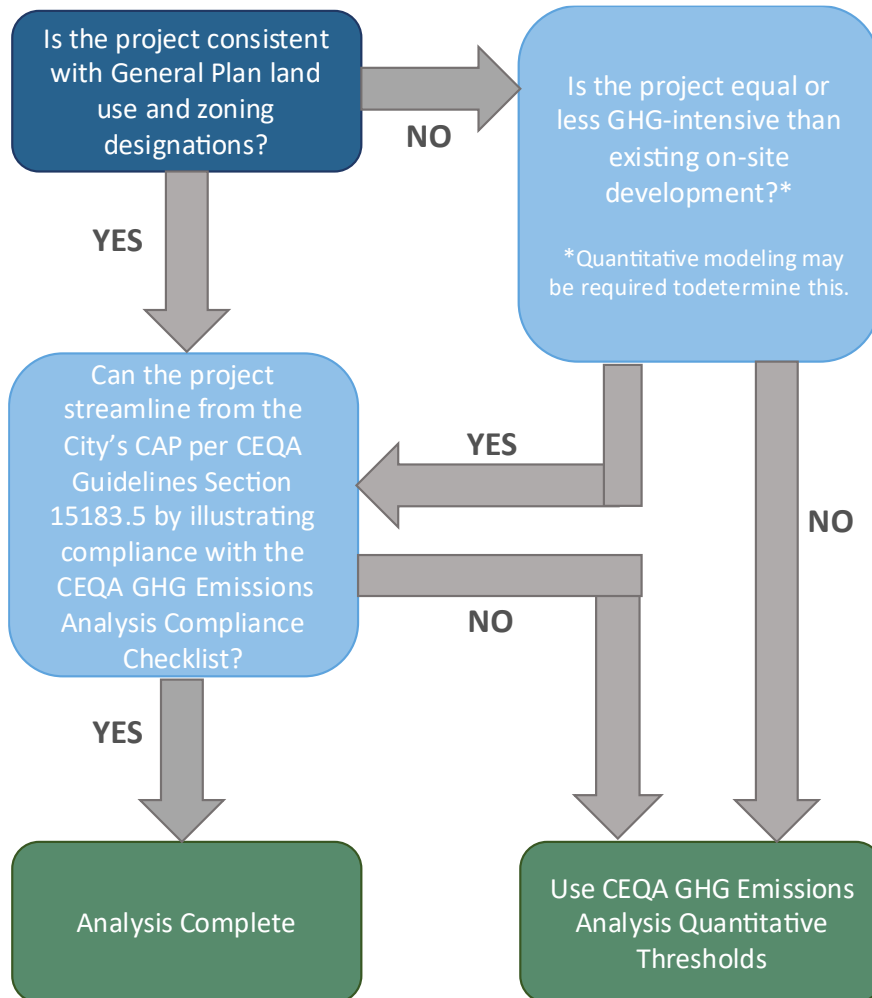 Is the project consistent
with General Plan land
use and zoning
designations?
NO
Is the project equal or
less GHG-intensive than
existing on-site
development?*
*Quantitative modeling may
be required todetermine this.
YES
Can the project
streamline from the
City’s CAP per CEQA
Guidelines Section
15183.5 by illustrating
compliance with the
CEQA GHG Emissions
Analysis Compliance
Checklist?
YES
NO
NO
YES
Analysis Complete
Use CEQA GHG Emissions
Analysis Quantitative
Thresholds